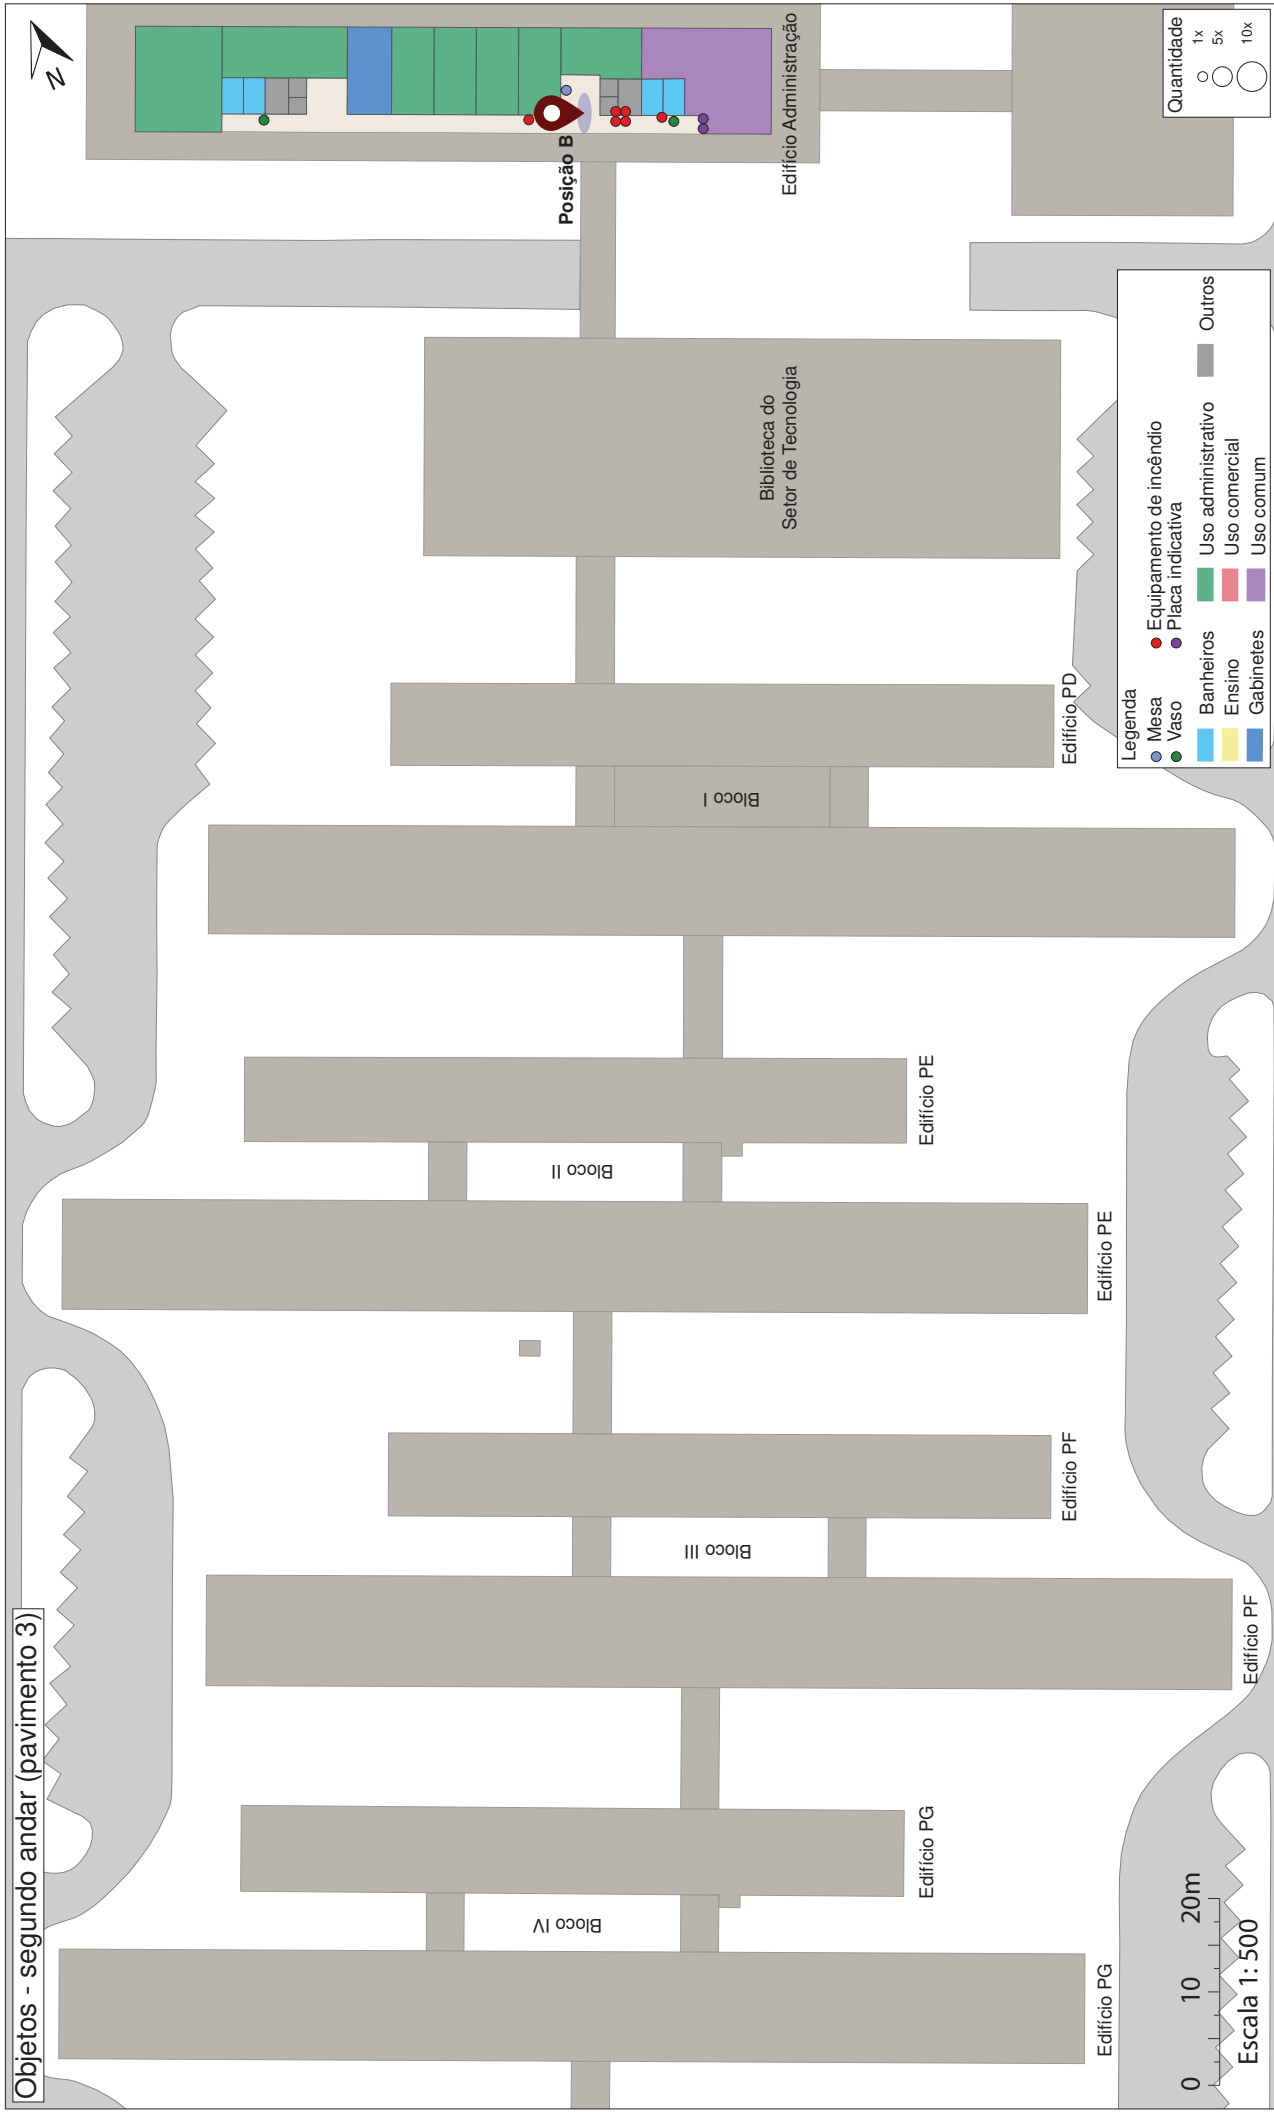 Objetos - segundo andar (pavimento 3)
N
Posição B
Edifício Administração
Biblioteca do
Setor de Tecnologia
Edifício PD
Bloco I
Edifício PE
Bloco II
Edifício PE
Edifício PF
Bloco III
Edifício PF
Edifício PG
Bloco IV
Edifício PG
Quantidade
1x
5x
10x
Legenda
Mesa
Equipamento de incêndio
Vaso
Placa indicativa
Banheiros
Uso administrativo
Outros
Ensino
Uso comercial
Gabinetes
Uso comum
0 10 20m
Escala 1: 500